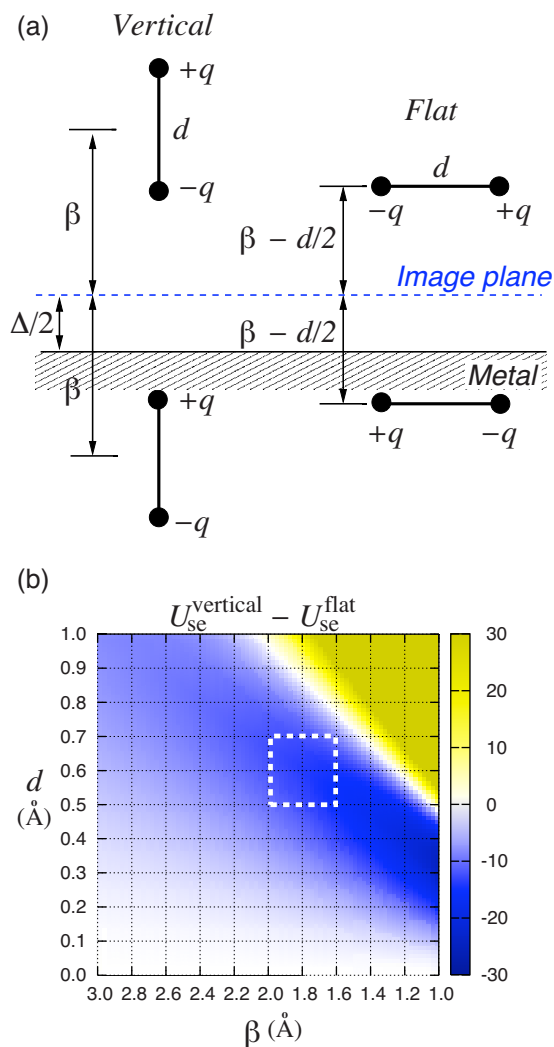 (a)
Vertical
+q
Flat
d
d
−q
−q
+q
β
β − d/2
Image plane
Δ/2
β − d/2
Metal
β
+q
+q
−q
−q
(b)
U_se^vertical − U_se^flat
1.0
30
0.9
0.8
20
0.7
10
0.6
d
0.5
0
(Å)
0.4
-10
0.3
0.2
-20
0.1
0.0
-30
3.0 2.8 2.6 2.4 2.2 2.0 1.8 1.6 1.4 1.2 1.0
β (Å)